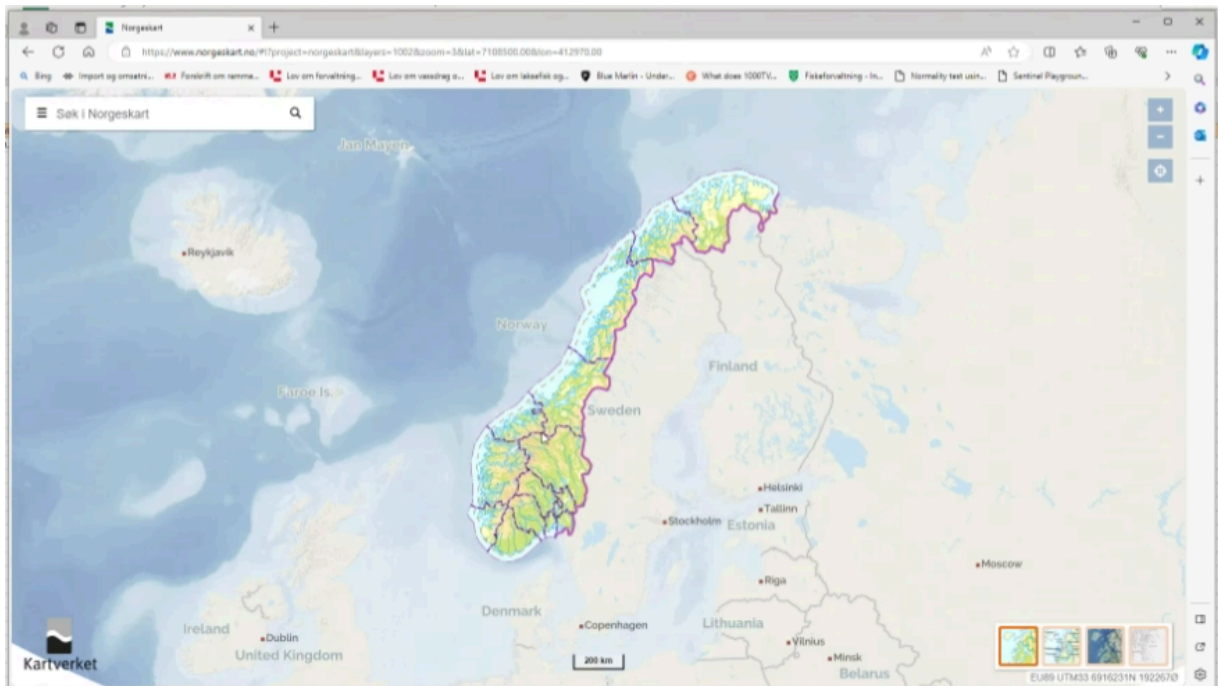 Norgeskart
https://www.norgeskart.no/#!?project=norgeskart&layers=1002&zoom=3&lat=7108500.00&lon=412970.00
Bing
Import og omsetni...
Forskrift om ramme...
Lov om forvaltning...
Lov om vassdrag o...
Lov om laksefisk og...
Blue Marlin - Under...
What does 1000TV...
Fiskeforvaltning - In...
Normality test usin...
Sentinel Playgroun...
Søk i Norgeskart
Jan Mayen
Reykjavik
Norway
Finland
Faroe Is.
Sweden
Helsinki
Tallinn
Stockholm
Estonia
Moscow
Riga
Denmark
Copenhagen
Lithuania
Ireland
Dublin
United Kingdom
Vilnius
Minsk
Belarus
Kartverket
200 km
EU89 UTM33 6916231N 192267Ø